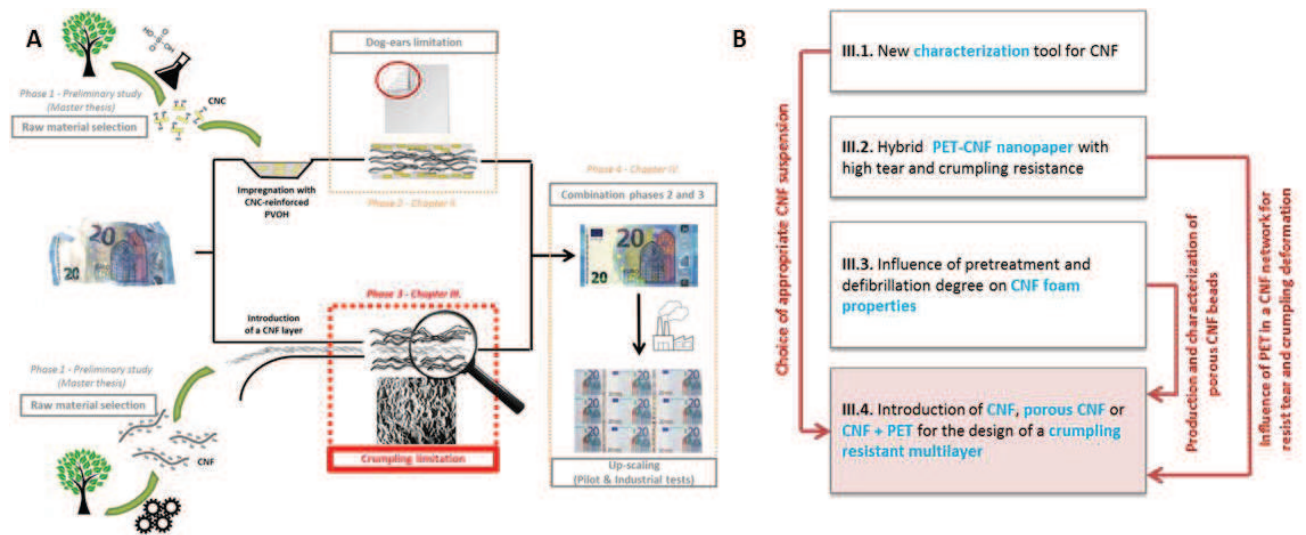 A
Phase 1 - Preliminary study
(Master thesis)
Raw material selection
CNC
Impregnation with
CNC-reinforced
PVOH
Dog-ears limitation
Phase 2 - Chapter II.
Phase 4 - Chapter IV
Combination phases 2 and 3
20
20
20
Phase 3 - Chapter III.
Introduction
of a CNF layer
Crumpling limitation
Phase 1 - Preliminary study
(Master thesis)
Raw material selection
CNF
Up-scaling
(Pilot & Industrial tests)
B
Choice of appropriate CNF suspension
III.1. New characterization tool for CNF
III.2. Hybrid PET-CNF nanopaper with
high tear and crumpling resistance
III.3. Influence of pretreatment and
defibrillation degree on CNF foam
properties
III.4. Introduction of CNF, porous CNF or
CNF + PET for the design of a crumpling
resistant multilayer
Production and characterization of
porous CNF beads
Influence of PET in a CNF network for
resist tear and crumpling deformation